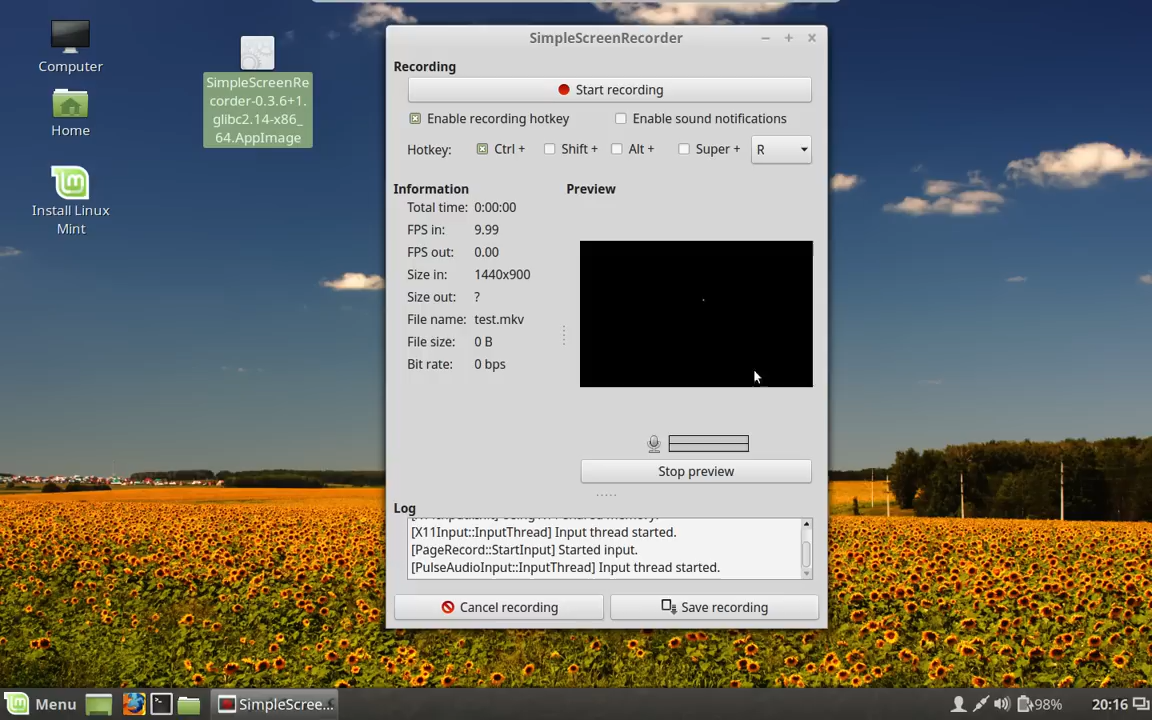 SimpleScreenRecorder
Computer
Home
Install Linux
Mint
SimpleScreenRe
corder-0.3.6+1.
glibc2.14-x86_
64.AppImage
Recording
Start recording
Enable recording hotkey
Enable sound notifications
Hotkey: Ctrl + Shift + Alt + Super + R
Information
Total time: 0:00:00
FPS in: 9.99
FPS out: 0.00
Size in: 1440x900
Size out: ?
File name: test.mkv
File size: 0 B
Bit rate: 0 bps
Preview
Stop preview
Log
[X11Input::InputThread] Input thread started.
[PageRecord::StartInput] Started input.
[PulseAudioInput::InputThread] Input thread started.
Cancel recording
Save recording
Menu
SimpleScree...
98%
20:16